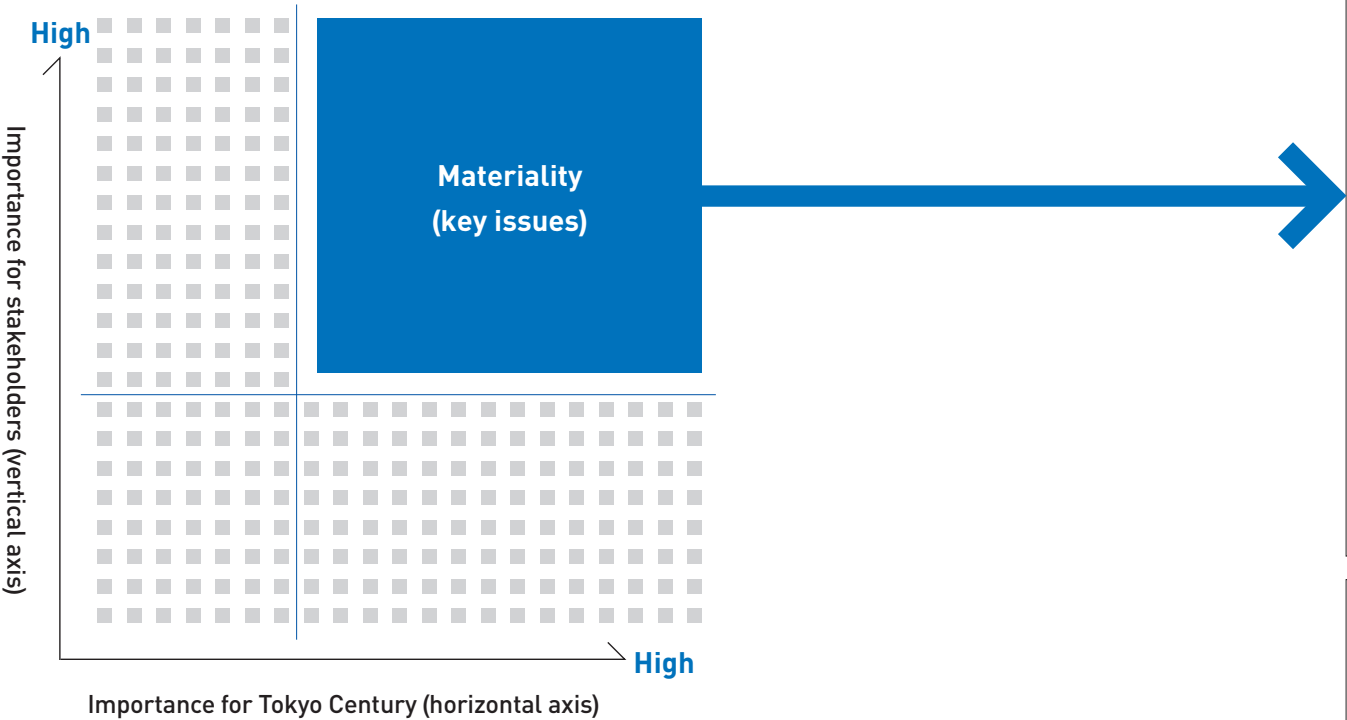 High
Importance for stakeholders (vertical axis)
Materiality
(key issues)
High
Importance for Tokyo Century (horizontal axis)